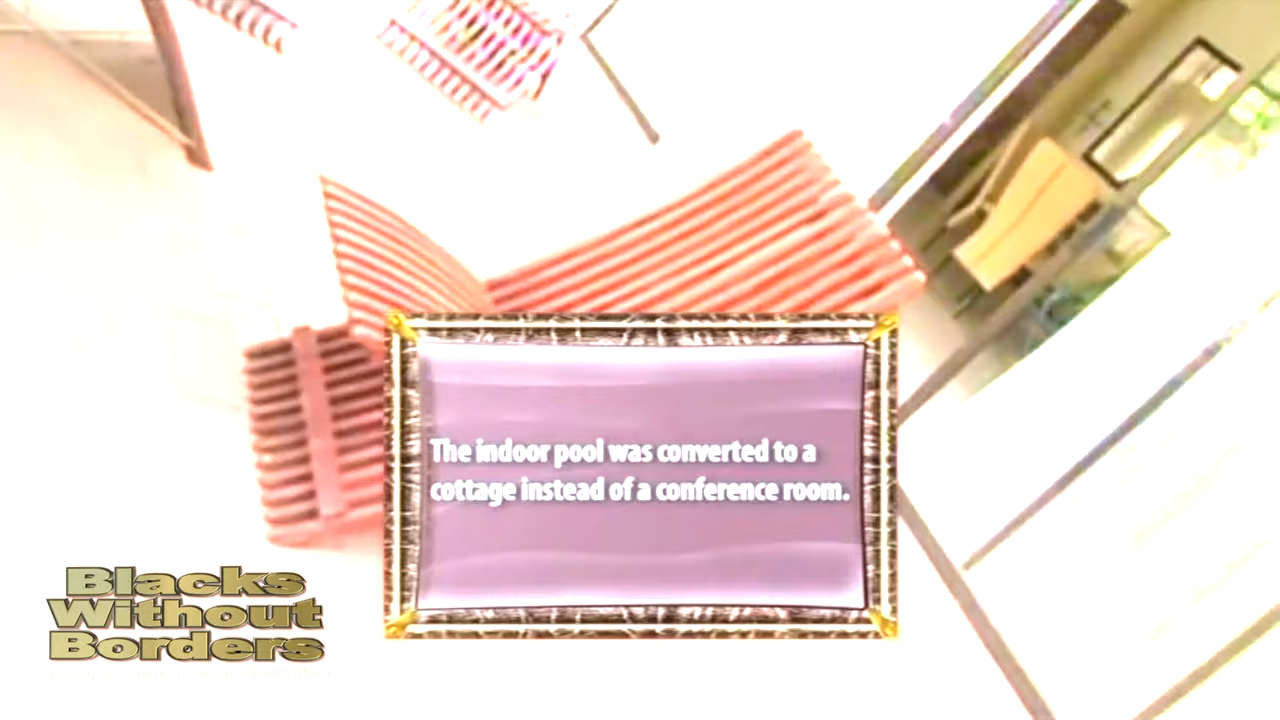 The indoor pool was converted to a
cottage instead of a conference room.
Blacks
Without
Borders